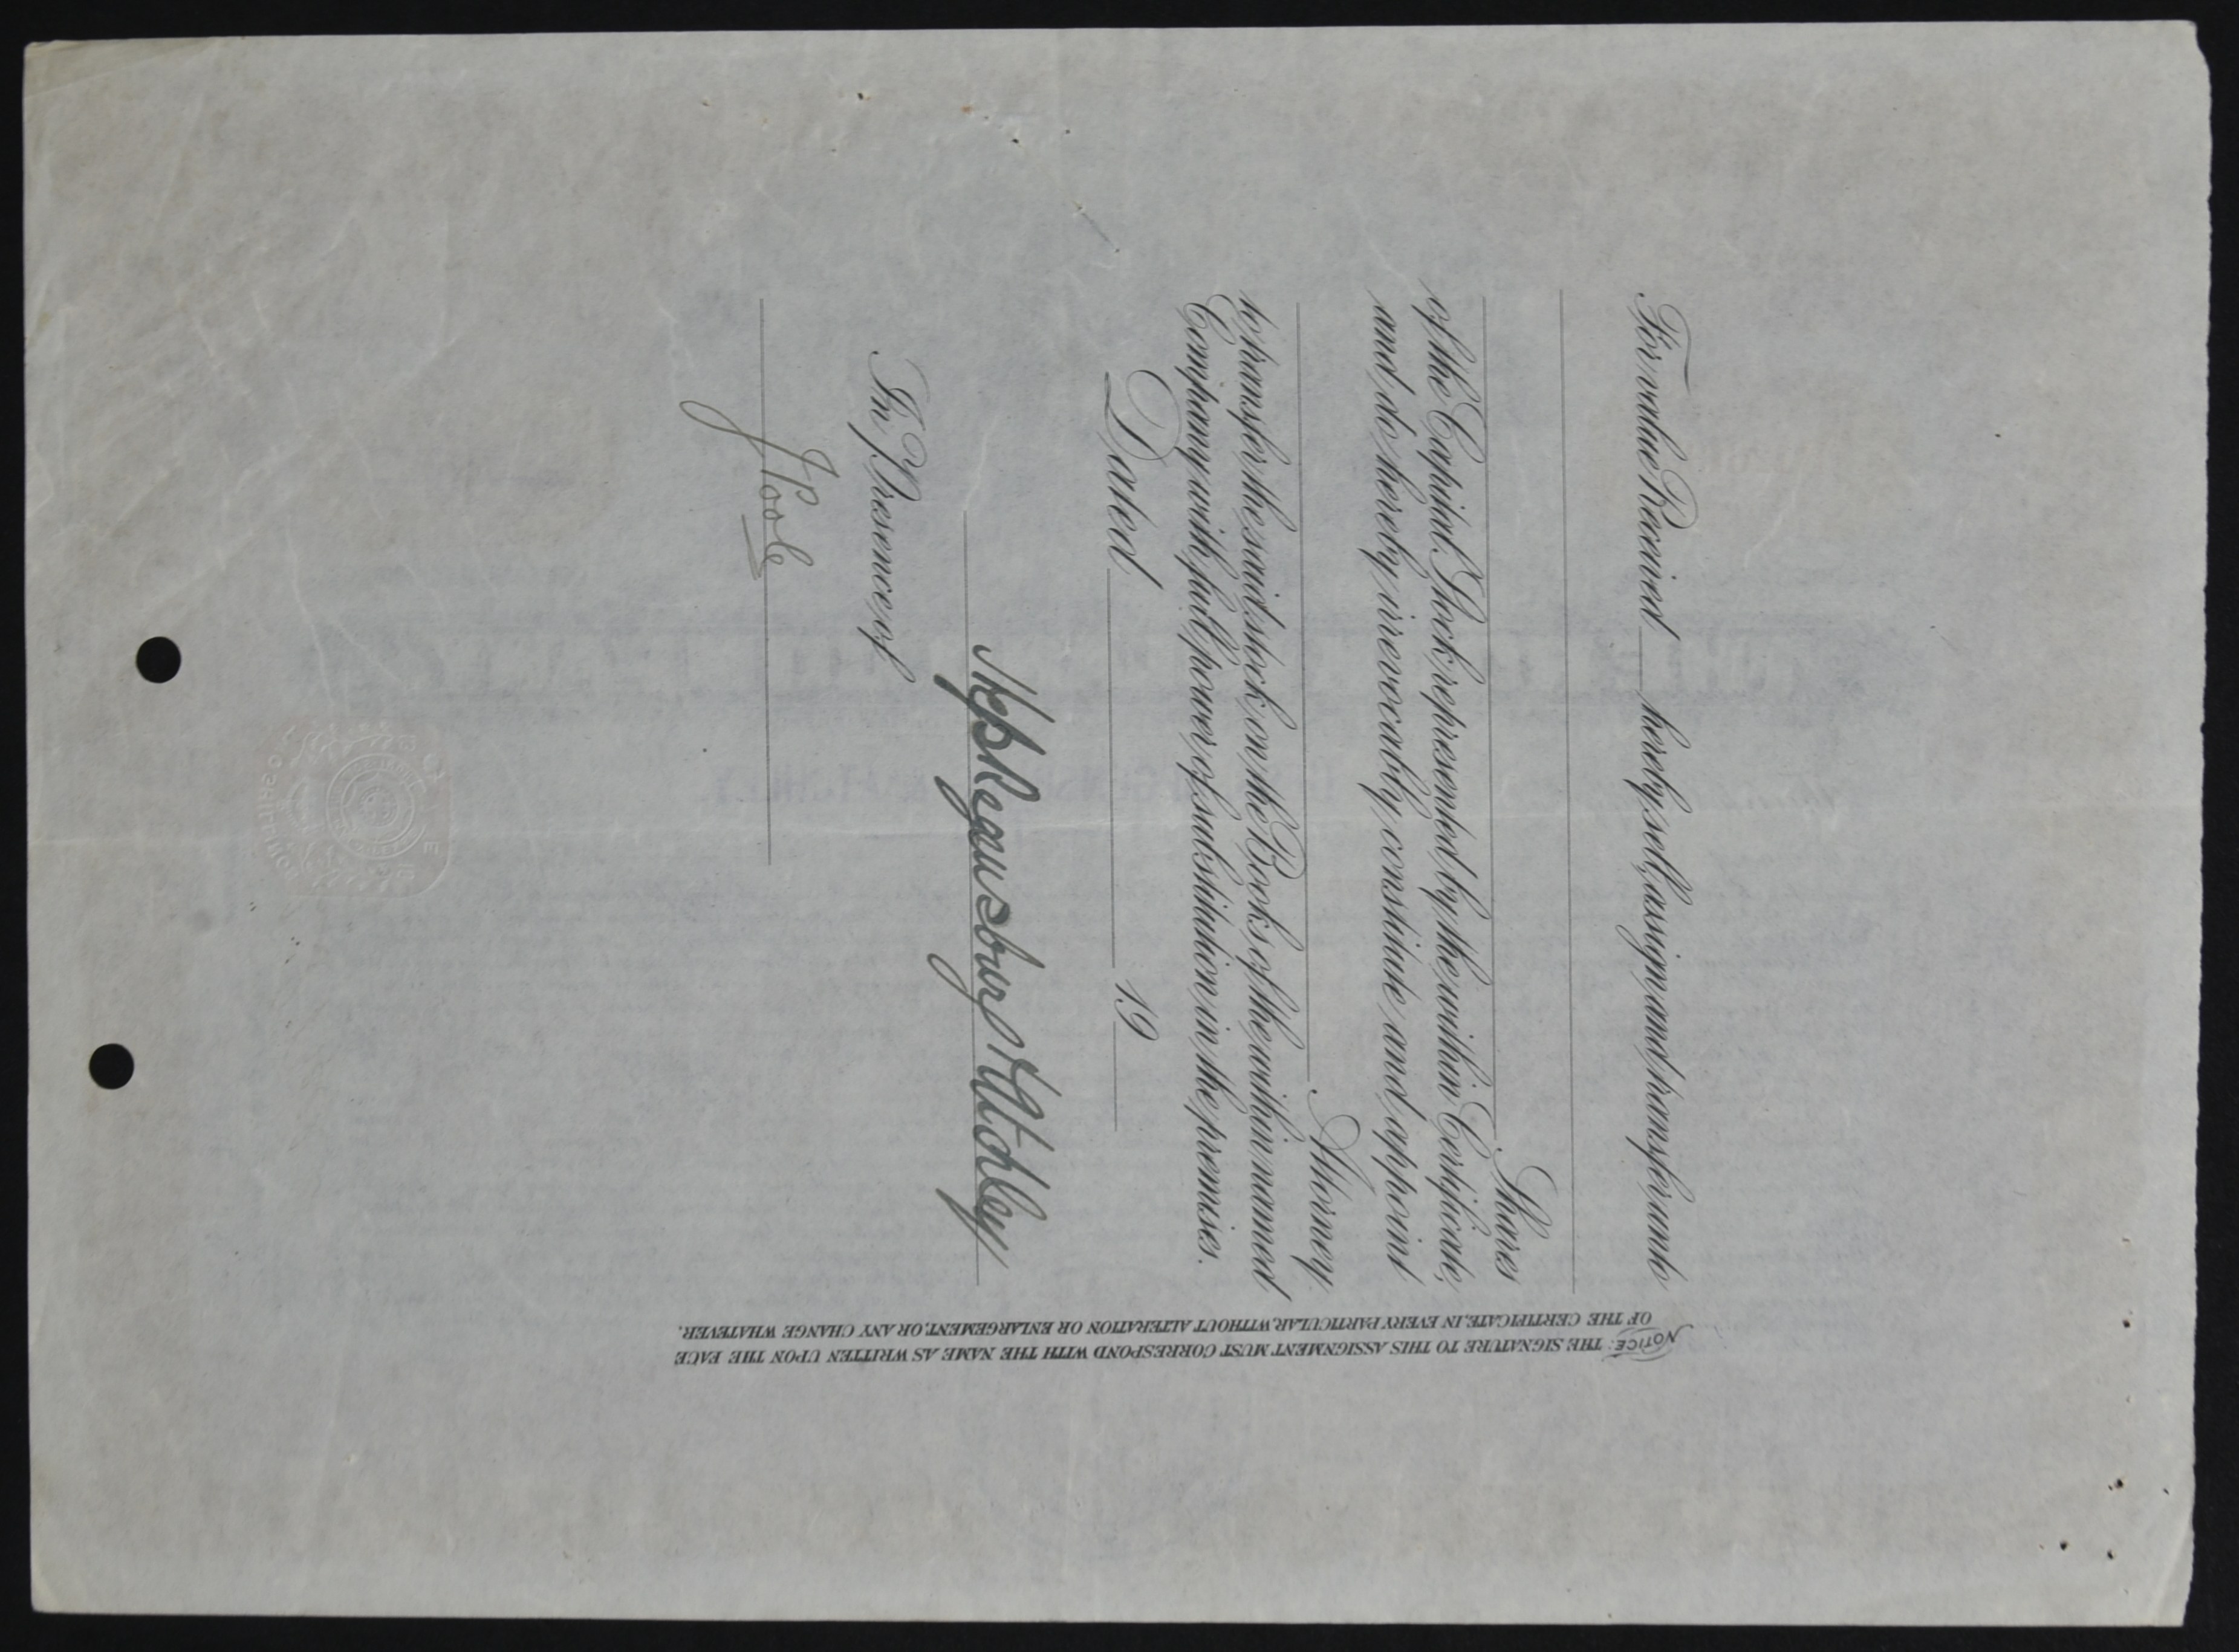 For value Received hereby sell, assign and transfer unto
Shares
of the Capital Stock represented by the within Certificate,
and do hereby irrevocably constitute and appoint
Attorney
to transfer the said stock on the Books of the within named
Company with full power of substitution in the premises.
Dated 19
In Presence of
J Poole
NOTICE: THE SIGNATURE TO THIS ASSIGNMENT MUST CORRESPOND WITH THE NAME AS WRITTEN UPON THE FACE
OF THE CERTIFICATE, IN EVERY PARTICULAR, WITHOUT ALTERATION OR ENLARGEMENT, OR ANY CHANGE WHATEVER.